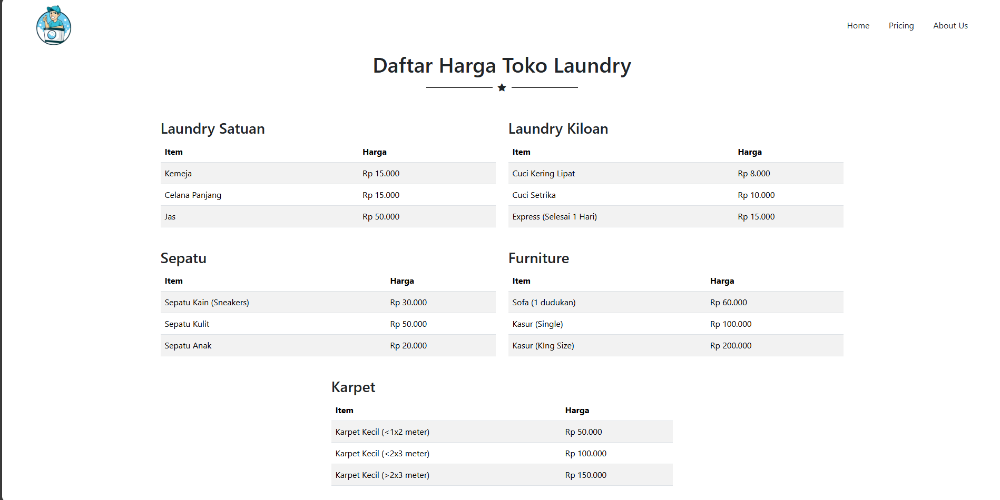 Home Pricing About Us
Daftar Harga Toko Laundry
Laundry Satuan
Item Harga
Kemeja Rp 15.000
Celana Panjang Rp 15.000
Jas Rp 50.000
Laundry Kiloan
Item Harga
Cuci Kering Lipat Rp 8.000
Cuci Setrika Rp 10.000
Express (Selesai 1 Hari) Rp 15.000
Sepatu
Item Harga
Sepatu Kain (Sneakers) Rp 30.000
Sepatu Kulit Rp 50.000
Sepatu Anak Rp 20.000
Furniture
Item Harga
Sofa (1 dudukan) Rp 60.000
Kasur (Single) Rp 100.000
Kasur (KIng Size) Rp 200.000
Karpet
Item Harga
Karpet Kecil (<1x2 meter) Rp 50.000
Karpet Kecil (<2x3 meter) Rp 100.000
Karpet Kecil (>2x3 meter) Rp 150.000